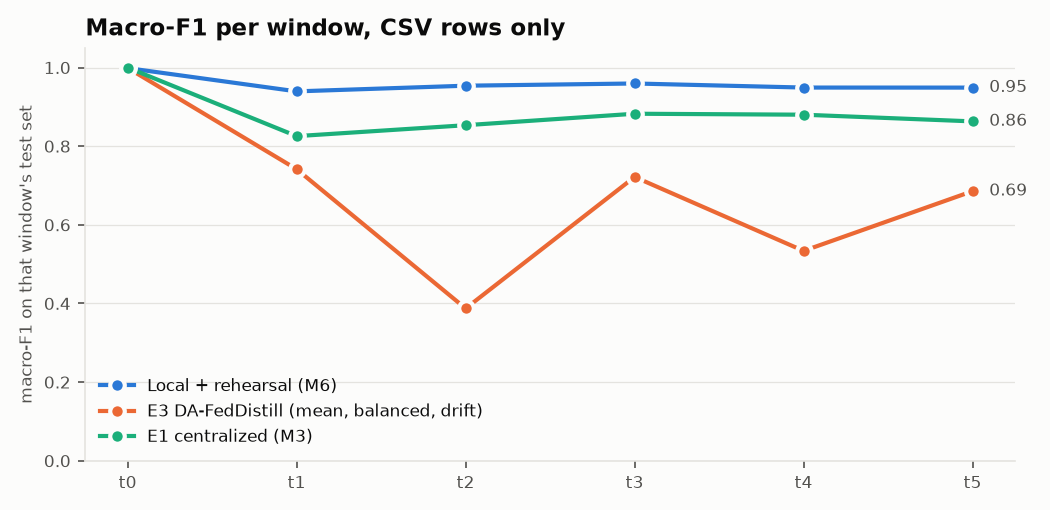 Macro-F1 per window, CSV rows only
macro-F1 on that window's test set
1.0
0.8
0.6
0.4
0.2
0.0
0.95
0.86
0.69
Local + rehearsal (M6)
E3 DA-FedDistill (mean, balanced, drift)
E1 centralized (M3)
t0 t1 t2 t3 t4 t5